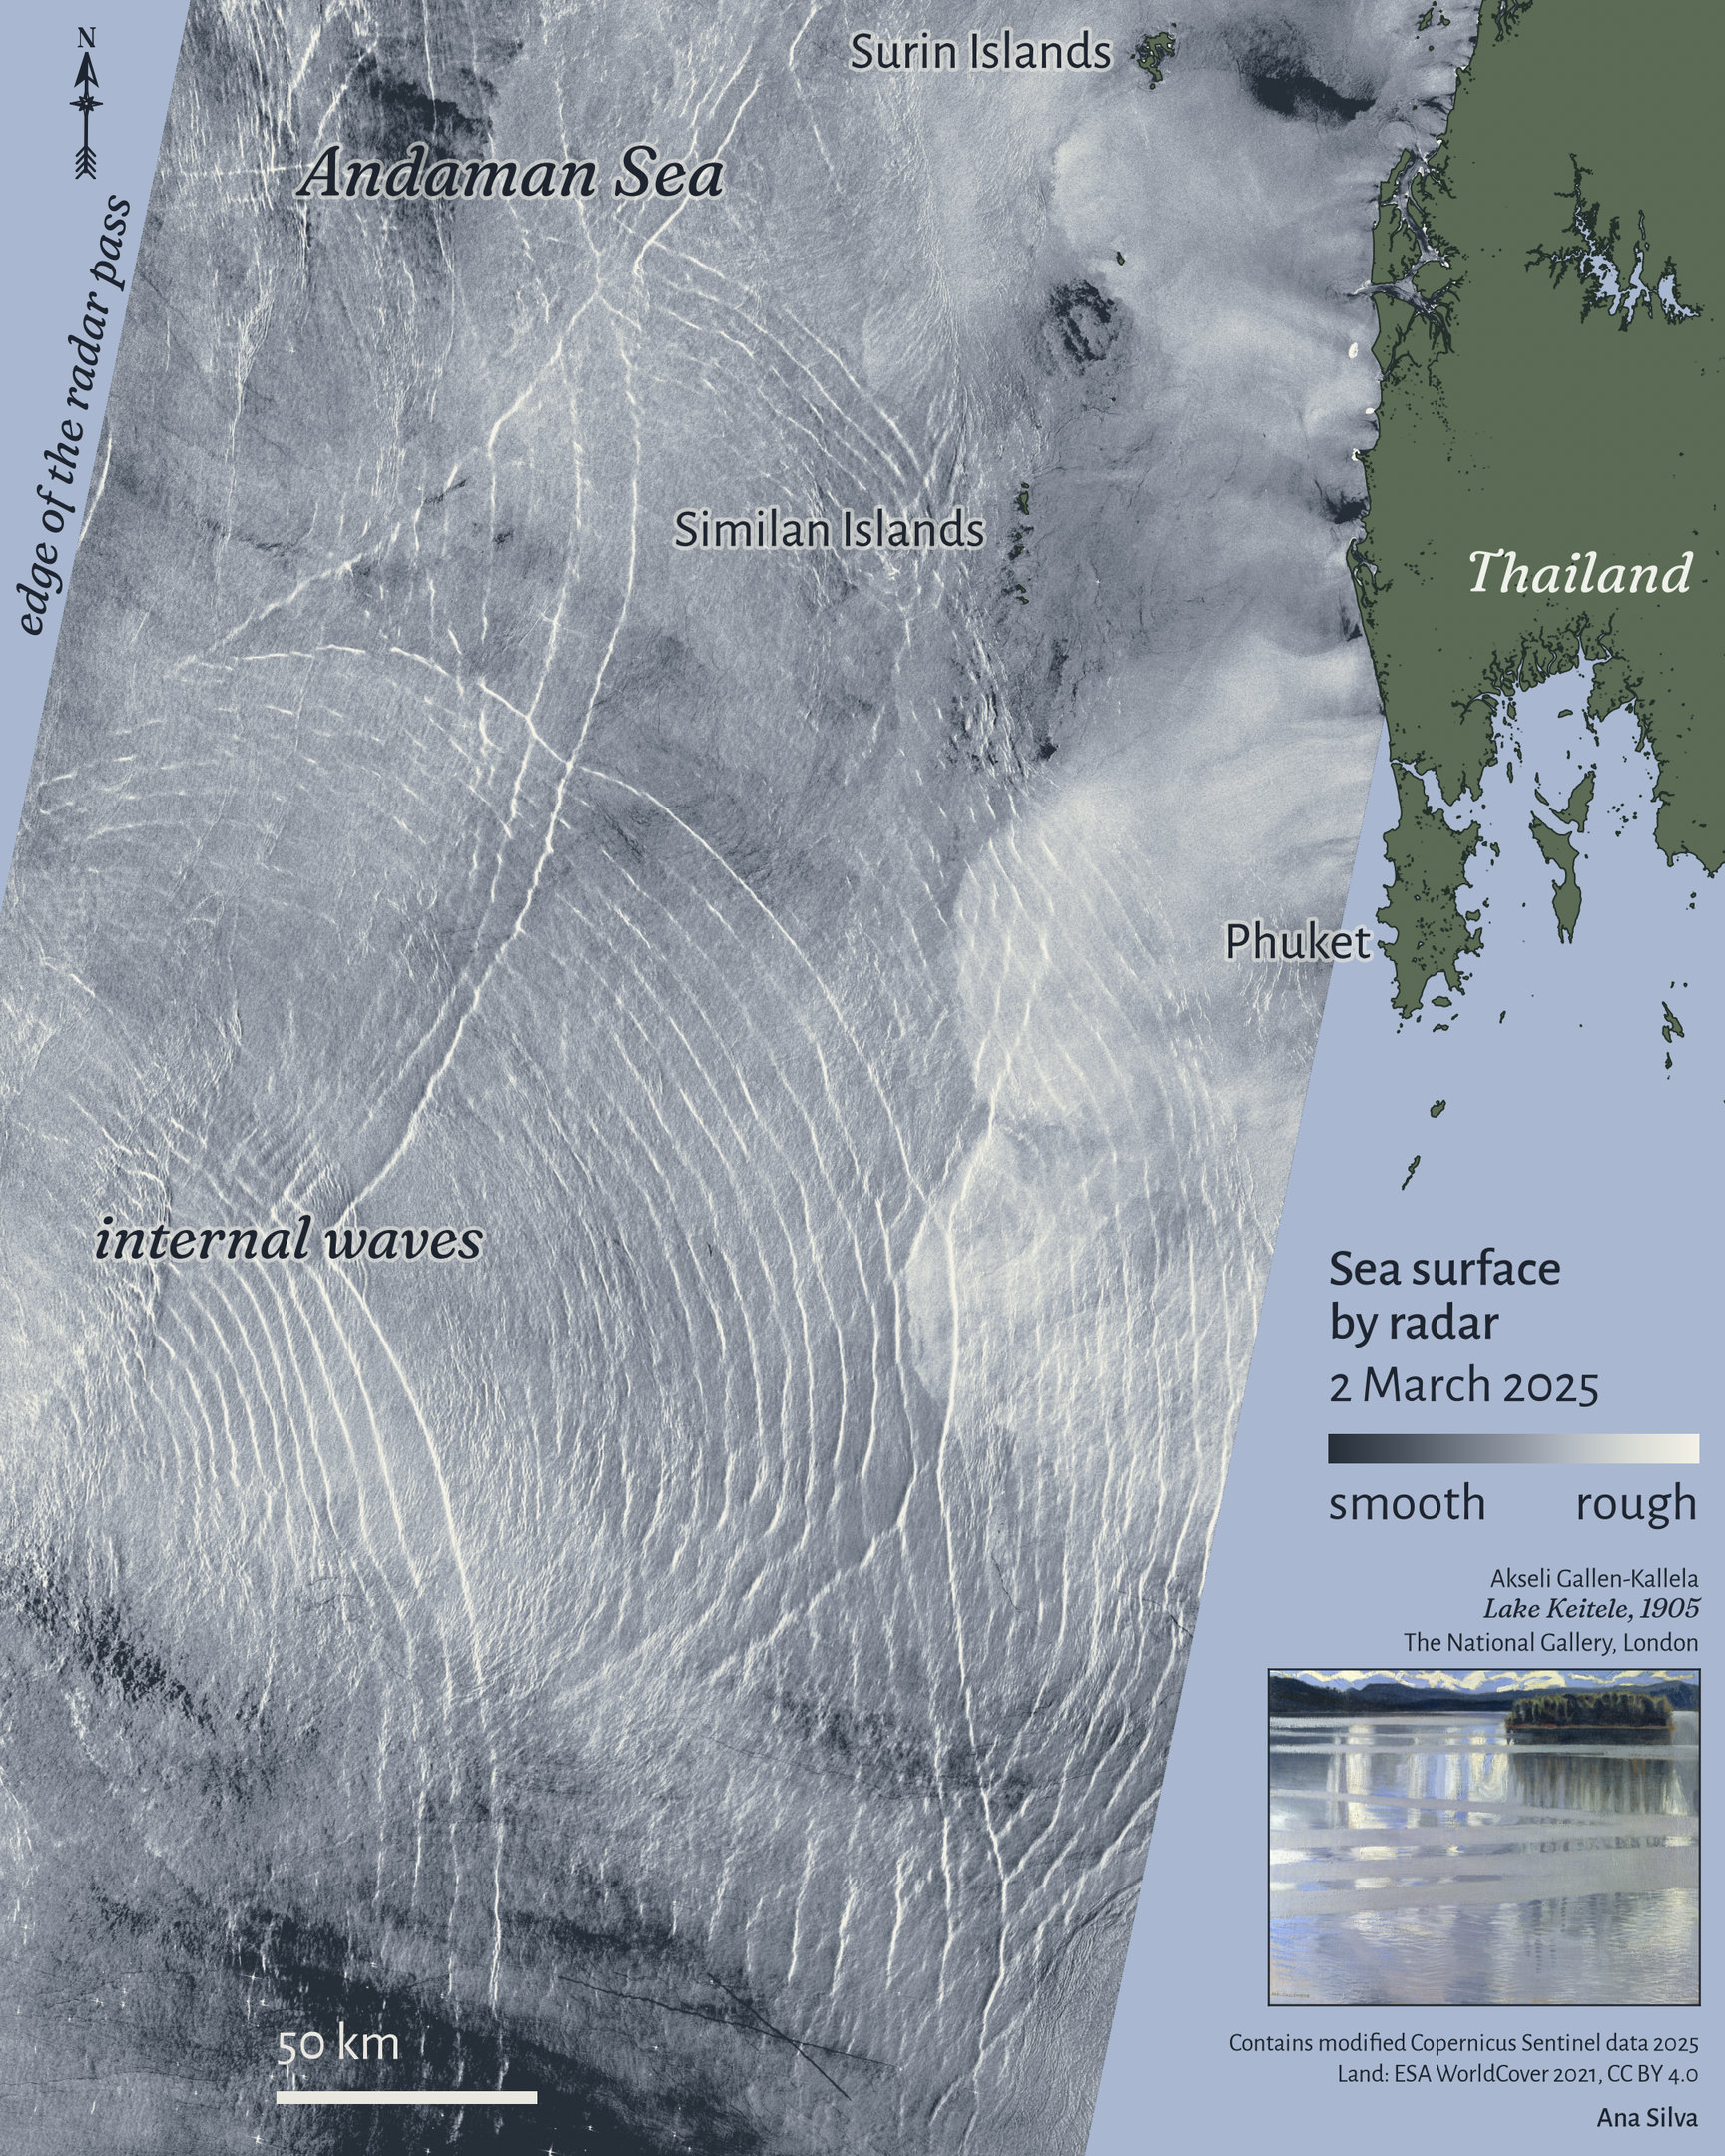 N
Surin Islands
Andaman Sea
edge of the radar pass
Similan Islands
Thailand
Phuket
internal waves
Sea surface
by radar
2 March 2025
smooth rough
Akseli Gallen-Kallela
Lake Keitele, 1905
The National Gallery, London
50 km
Contains modified Copernicus Sentinel data 2025
Land: ESA WorldCover 2021, CC BY 4.0
Ana Silva